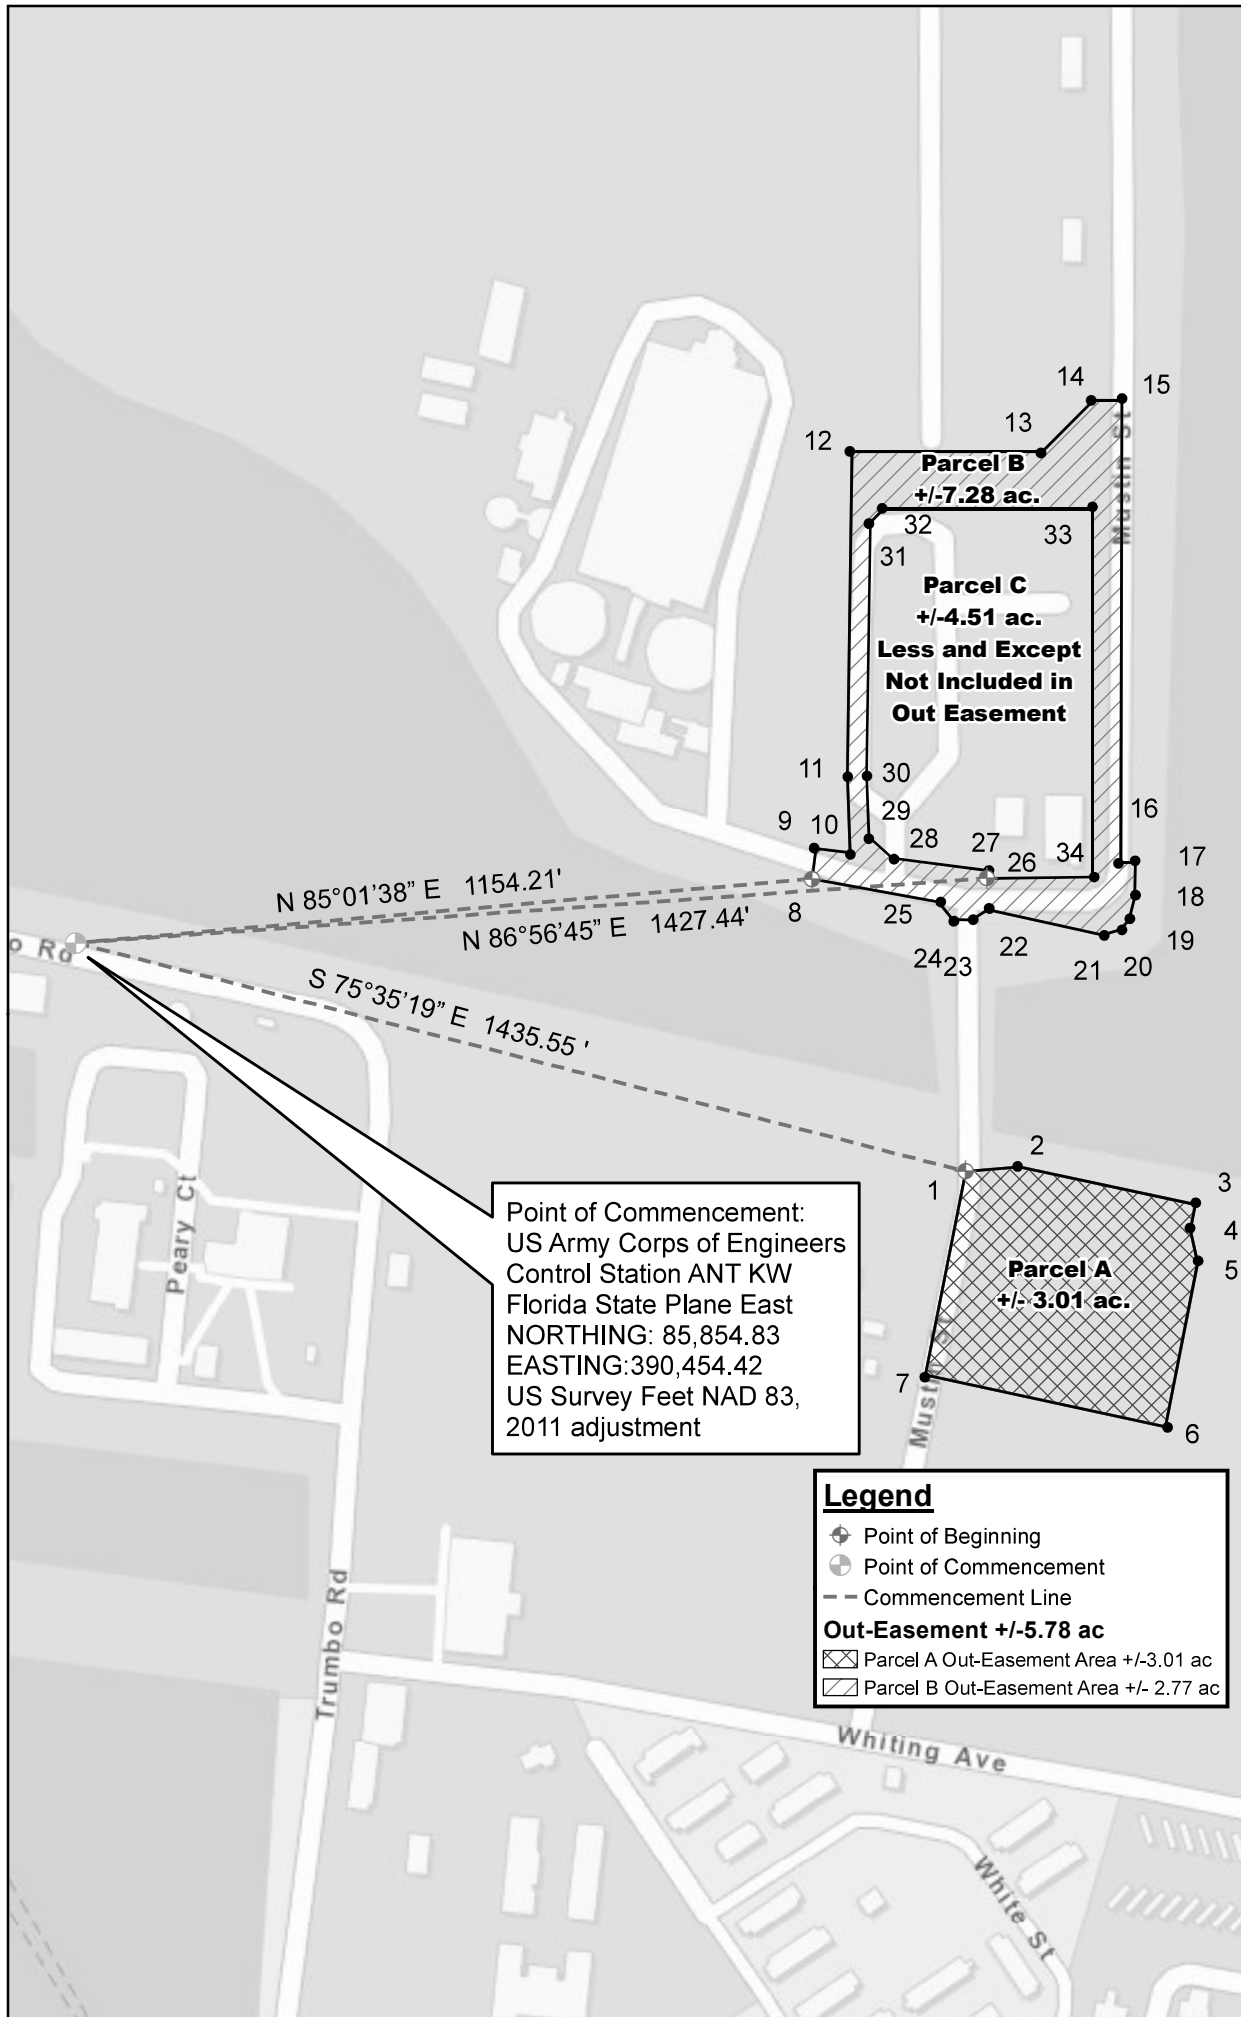 14
15
13
12
Mustin St
Parcel B
+/-7.28 ac.
32
33
31
Parcel C
+/-4.51 ac.
Less and Except
Not Included in
Out Easement
11
30
9
10
29
28
27
26
34
16
17
N 85°01'38” E 1154.21'
8
25
18
N 86°56'45” E 1427.44'
22
19
24
23
21
20
o Rd
S 75°35'19” E 1435.55 '
2
1
3
4
5
Parcel A
+/- 3.01 ac.
Peary Ct
Point of Commencement:
US Army Corps of Engineers
Control Station ANT KW
Florida State Plane East
NORTHING: 85,854.83
EASTING:390,454.42
US Survey Feet NAD 83,
2011 adjustment
7
Mustin St
6
Legend
Point of Beginning
Point of Commencement
Commencement Line
Out-Easement +/-5.78 ac
Parcel A Out-Easement Area +/-3.01 ac
Parcel B Out-Easement Area +/- 2.77 ac
Trumbo Rd
Whiting Ave
White St